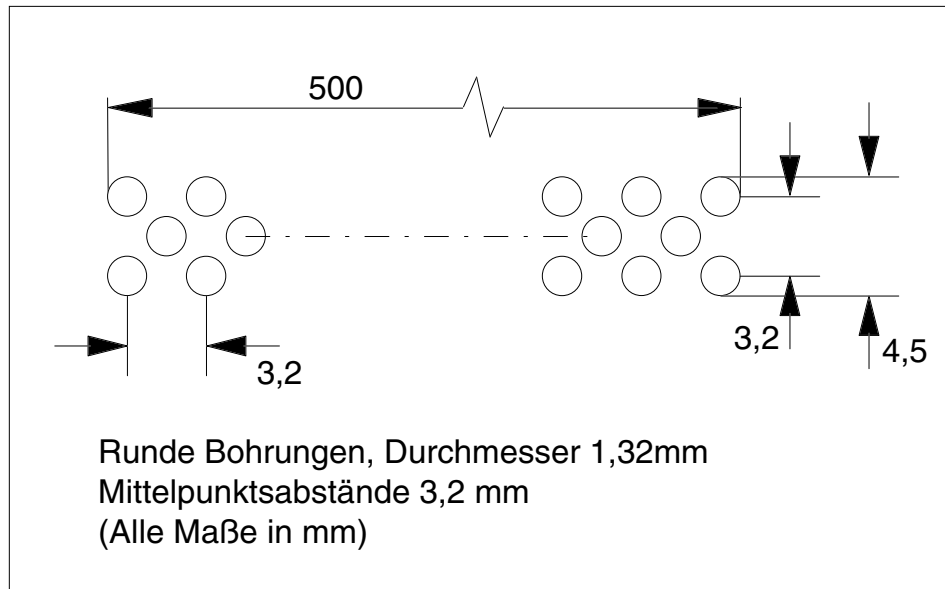 500
3,2
4,5
3,2
Runde Bohrungen, Durchmesser 1,32mm
Mittelpunktsabstände 3,2 mm
(Alle Maße in mm)